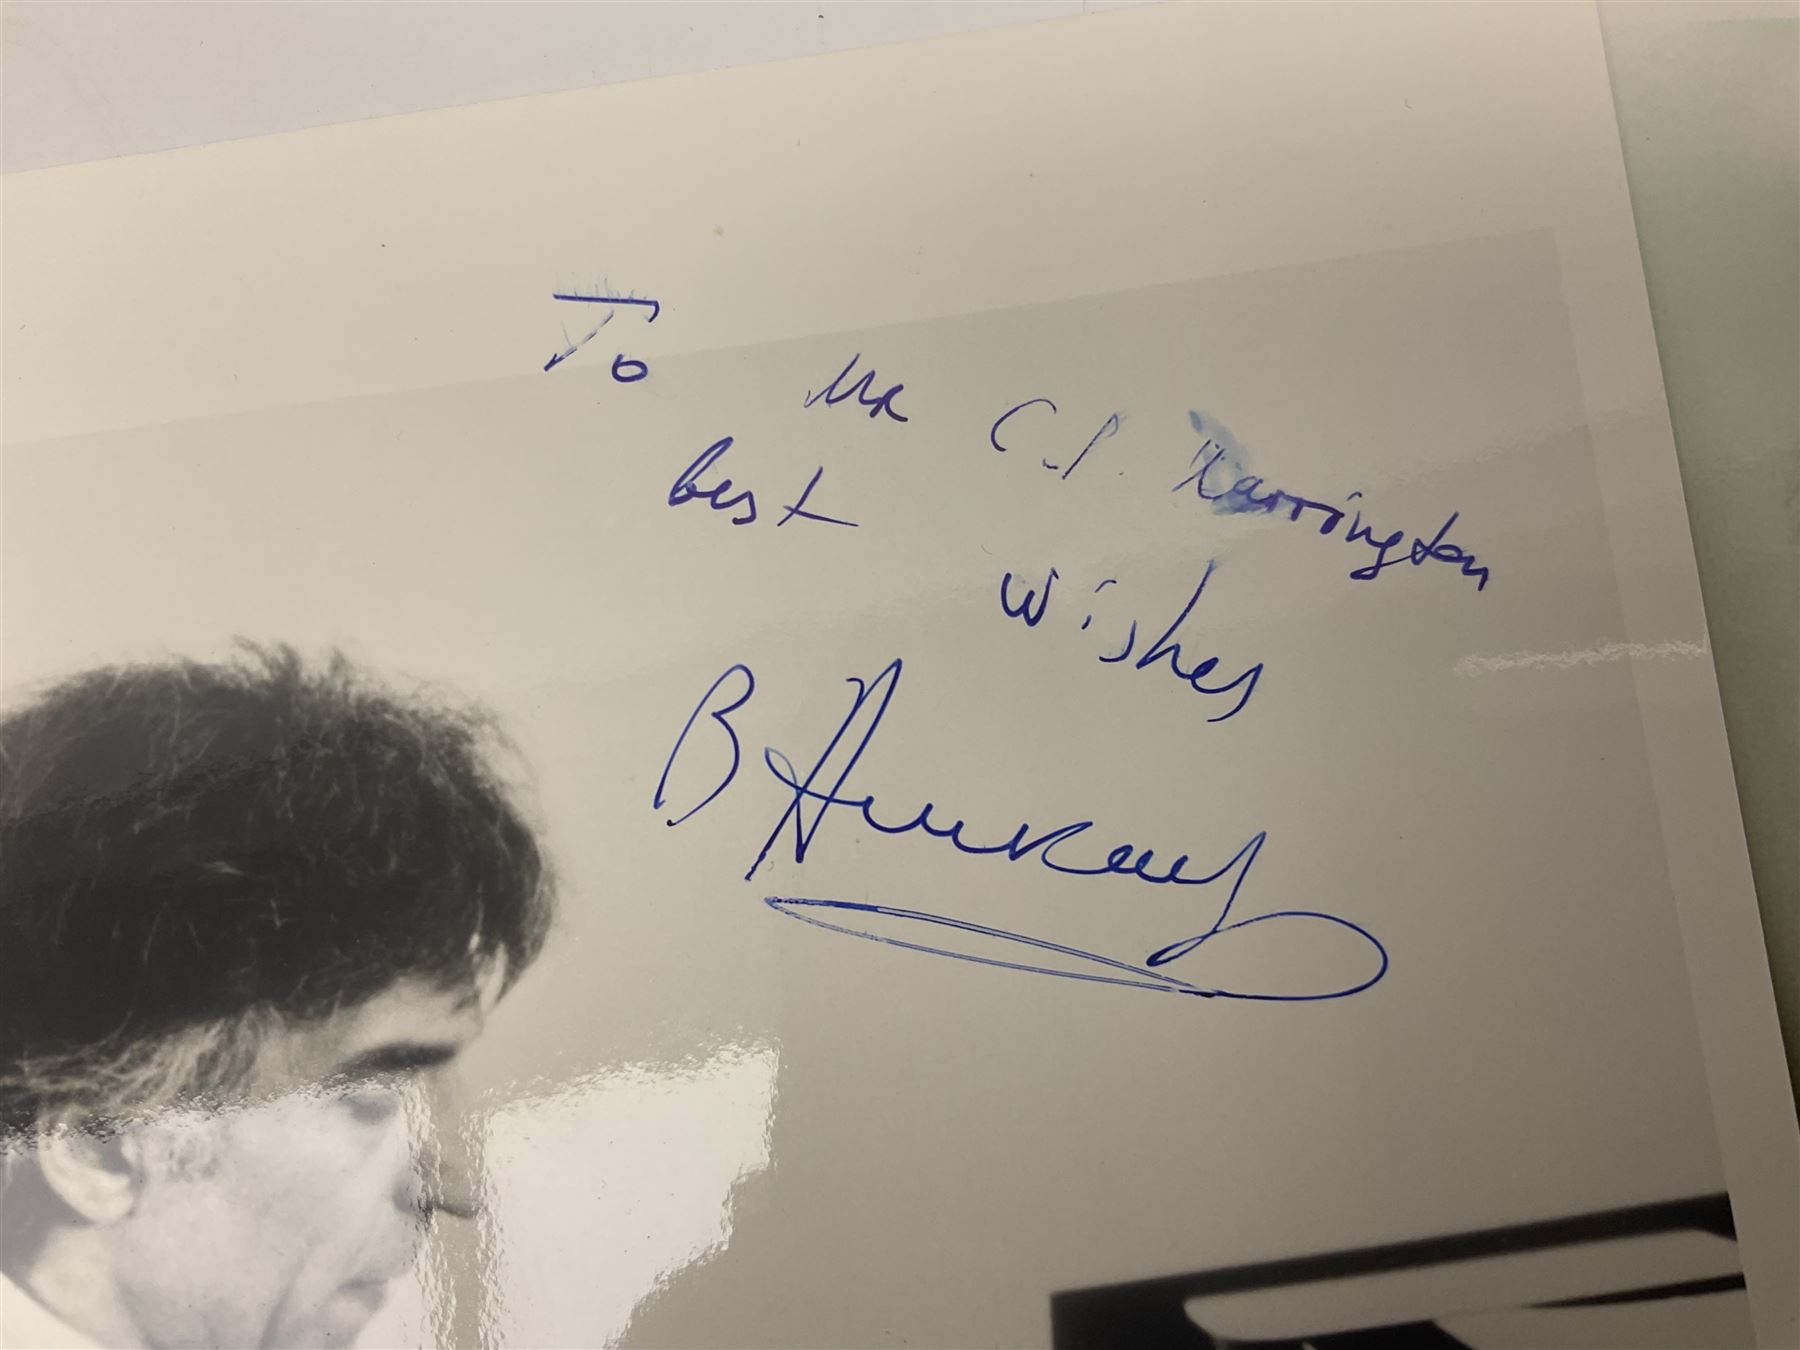 To Mr C.J. Harrington
best wishes
B